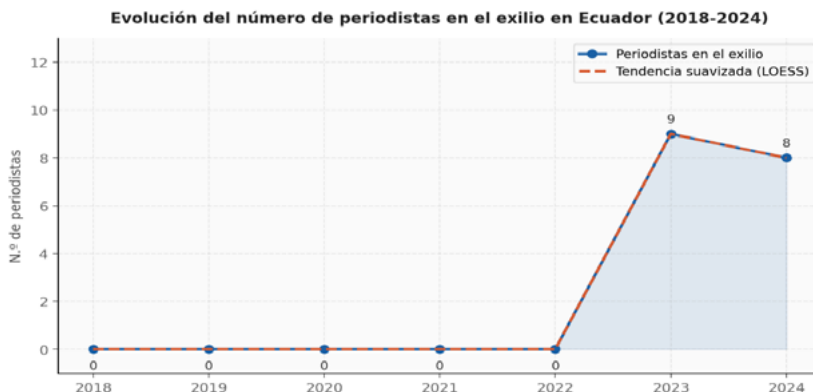 Evolución del número de periodistas en el exilio en Ecuador (2018-2024)
Periodistas en el exilio
Tendencia suavizada (LOESS)
N.º de periodistas
12
10
8
6
4
2
0
9
8
0 0 0 0 0
2018 2019 2020 2021 2022 2023 2024